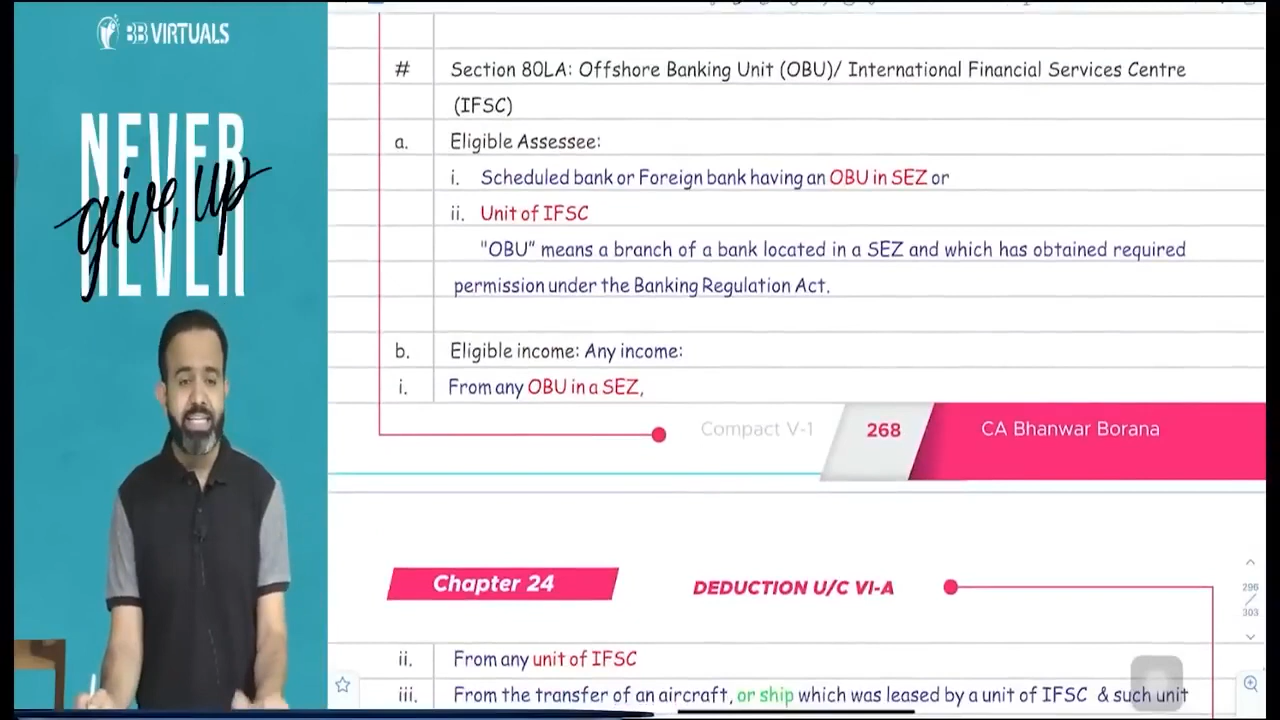 BB VIRTUALS
NEVER
give up
NEVER
# Section 80LA: Offshore Banking Unit (OBU)/ International Financial Services Centre
(IFSC)
a. Eligible Assessee:
i. Scheduled bank or Foreign bank having an OBU in SEZ or
ii. Unit of IFSC
"OBU" means a branch of a bank located in a SEZ and which has obtained required
permission under the Banking Regulation Act.
b. Eligible income: Any income:
i. From any OBU in a SEZ,
Compact V-1 268 CA Bhanwar Borana
Chapter 24 DEDUCTION U/C VI-A
296
/
303
ii. From any unit of IFSC
iii. From the transfer of an aircraft, or ship which was leased by a unit of IFSC & such unit